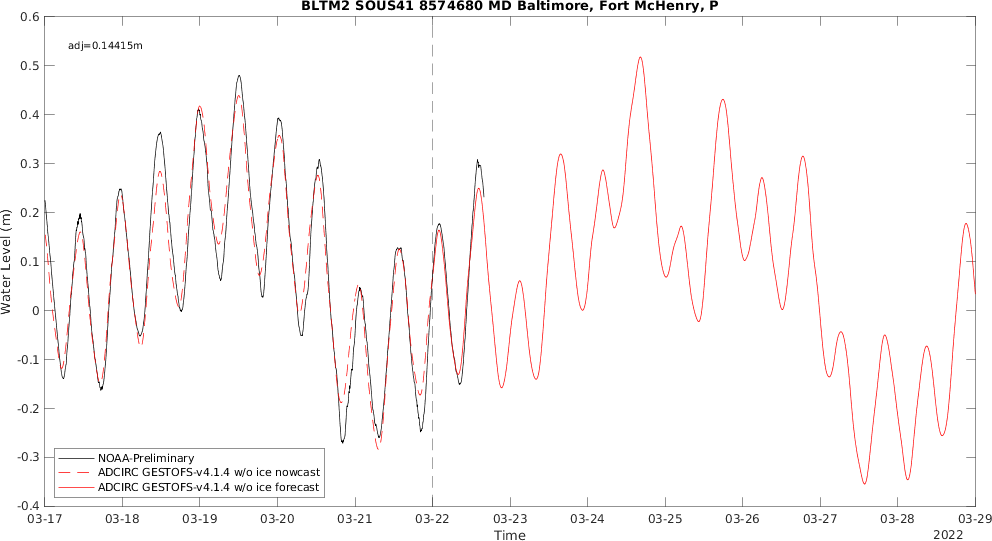 BLTM2 SOUS41 8574680 MD Baltimore, Fort McHenry, P
adj=0.14415m
0.6
0.5
0.4
0.3
0.2
0.1
0
-0.1
-0.2
-0.3
-0.4
Water Level (m)
NOAA-Preliminary
ADCIRC GESTOFS-v4.1.4 w/o ice nowcast
ADCIRC GESTOFS-v4.1.4 w/o ice forecast
03-17 03-18 03-19 03-20 03-21 03-22 03-23 03-24 03-25 03-26 03-27 03-28 03-29
Time
2022